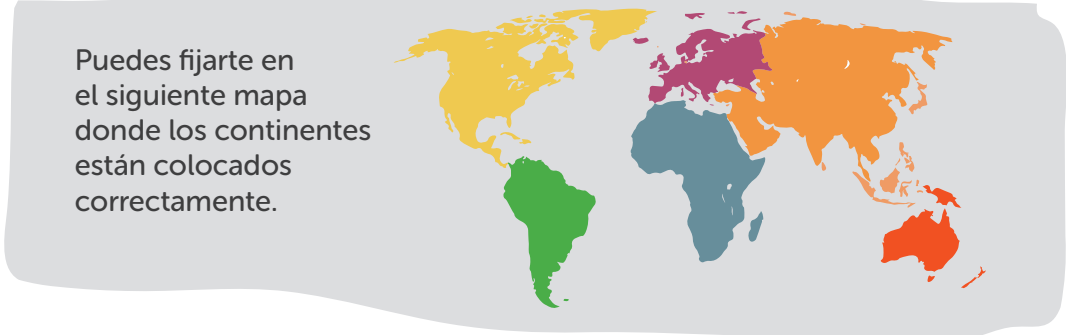 Puedes fijarte en
el siguiente mapa
donde los continentes
están colocados
correctamente.